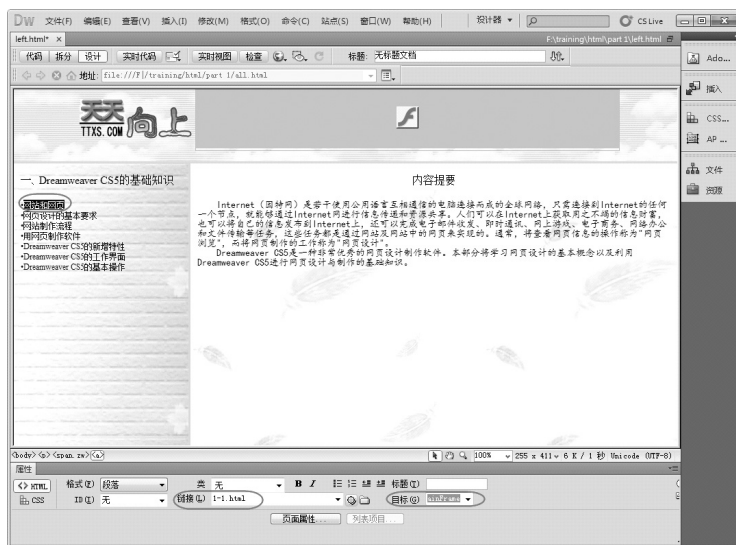 DW 文件(F) 编辑(E) 查看(V) 插入(I) 修改(M) 格式(O) 命令(C) 站点(S) 窗口(W) 帮助(H) 设计器 CS Live
left.html* × F:\training\html\part 1\left.html
代码 拆分 设计 实时代码 实时视图 检查 标题: 无标题文档
地址: file:///F|/training/html/part 1/all.html
Ado...
插入
CSS...
AP ...
文件
资源
天天向上
TTXS.COM
一、Dreamweaver CS5的基础知识
•网站和网页
•网页设计的基本要求
•网站制作流程
•用网页制作软件
•Dreamweaver CS5的新增特性
•Dreamweaver CS5的工作界面
•Dreamweaver CS5的基本操作
内容提要
Internet（因特网）是若干使用公用语言互相通信的电脑连接而成的全球网络，只需连接到Internet的任何
一个节点，就能够通过Internet网进行信息传递和资源共享。人们可以在Internet上获取用之不竭的信息财富，
也可以将自己的信息发布到Internet上，还可以完成电子邮件收发、即时通讯、网上游戏、电子商务、网络办公
和文件传输等任务，这些任务都是通过网站及网站中的网页来实现的。通常，将查看网页信息的操作称为"网页
浏览"，而将网页制作的工作称为"网页设计"。
Dreamweaver CS5是一种非常优秀的网页设计制作软件。本部分将学习网页设计的基本概念以及利用
Dreamweaver CS5进行网页设计与制作的基础知识。
<body> <p> <span.zw> <a> 100% 255 x 411 6 K / 1 秒 Unicode (UTF-8)
属性
<> HTML 格式(F) 段落 类 无 B I 标题(T)
CSS ID(I) 无 链接(L) 1-1.html 目标(G) mainFrame
页面属性... 列表项目...